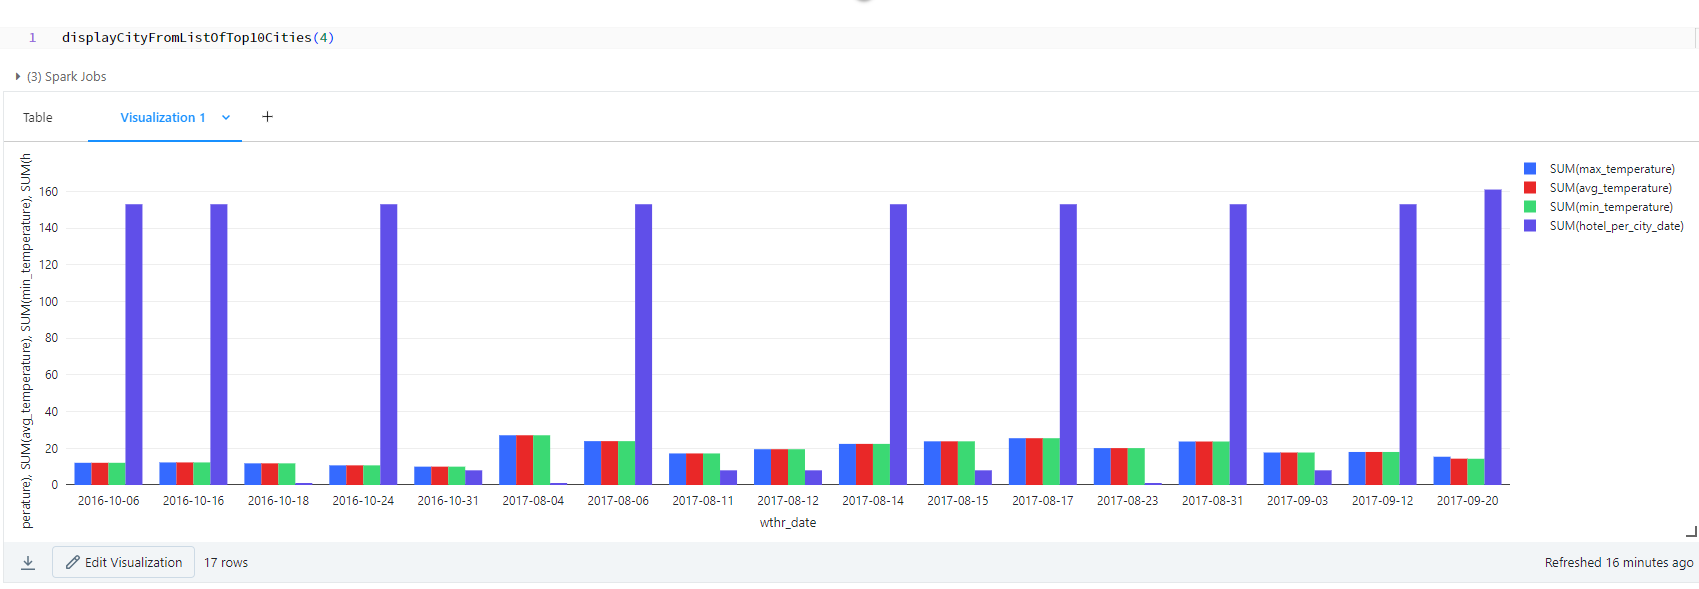 1 displayCityFromListOfTop10Cities(4)
(3) Spark Jobs
Table Visualization 1 +
perature), SUM(avg_temperature), SUM(min_temperature), SUM(h
160
140
120
100
80
60
40
20
0
2016-10-06 2016-10-16 2016-10-18 2016-10-24 2016-10-31 2017-08-04 2017-08-06 2017-08-11 2017-08-12 2017-08-14 2017-08-15 2017-08-17 2017-08-23 2017-08-31 2017-09-03 2017-09-12 2017-09-20
wthr_date
SUM(max_temperature)
SUM(avg_temperature)
SUM(min_temperature)
SUM(hotel_per_city_date)
Edit Visualization 17 rows Refreshed 16 minutes ago